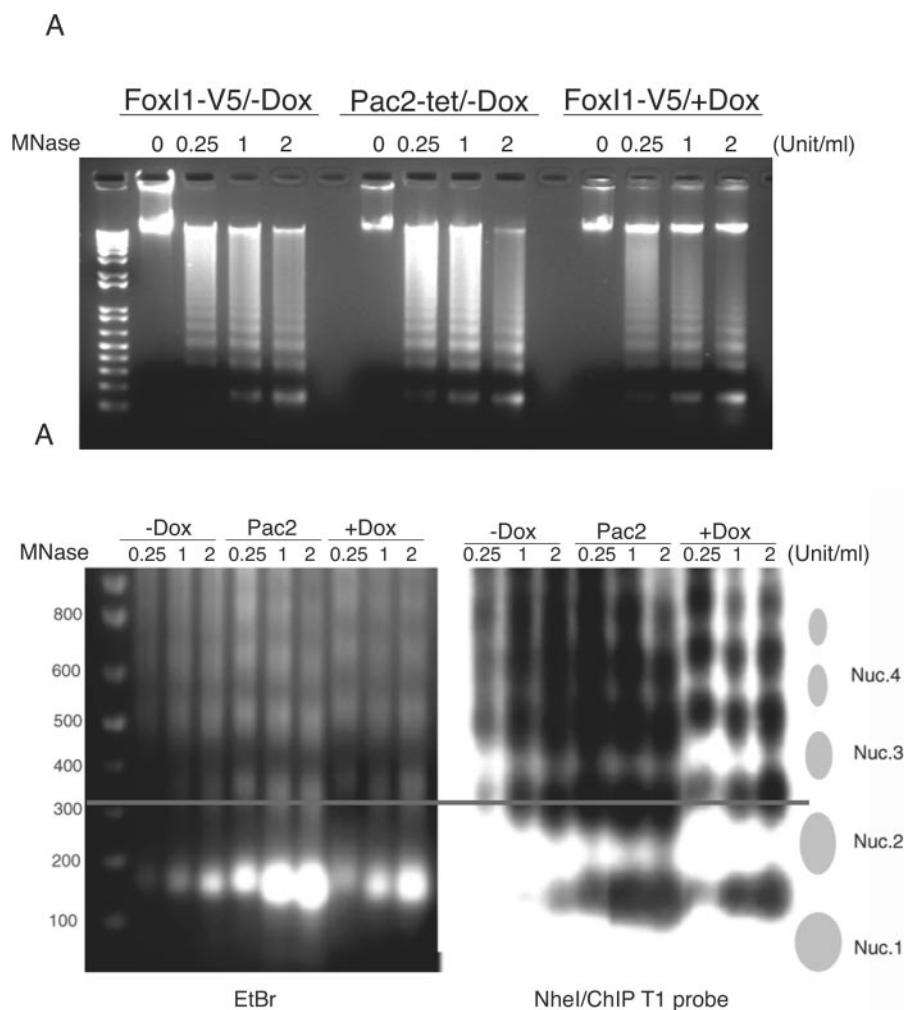 A
FoxI1-V5/-Dox Pac2-tet/-Dox FoxI1-V5/+Dox
MNase 0 0.25 1 2 0 0.25 1 2 0 0.25 1 2 (Unit/ml)
A
-Dox Pac2 +Dox -Dox Pac2 +Dox
MNase 0.25 1 2 0.25 1 2 0.25 1 2 0.25 1 2 0.25 1 2 0.25 1 2 (Unit/ml)
800
600 Nuc.4
500
400 Nuc.3
300
200 Nuc.2
100
Nuc.1
EtBr NheI/ChIP T1 probe